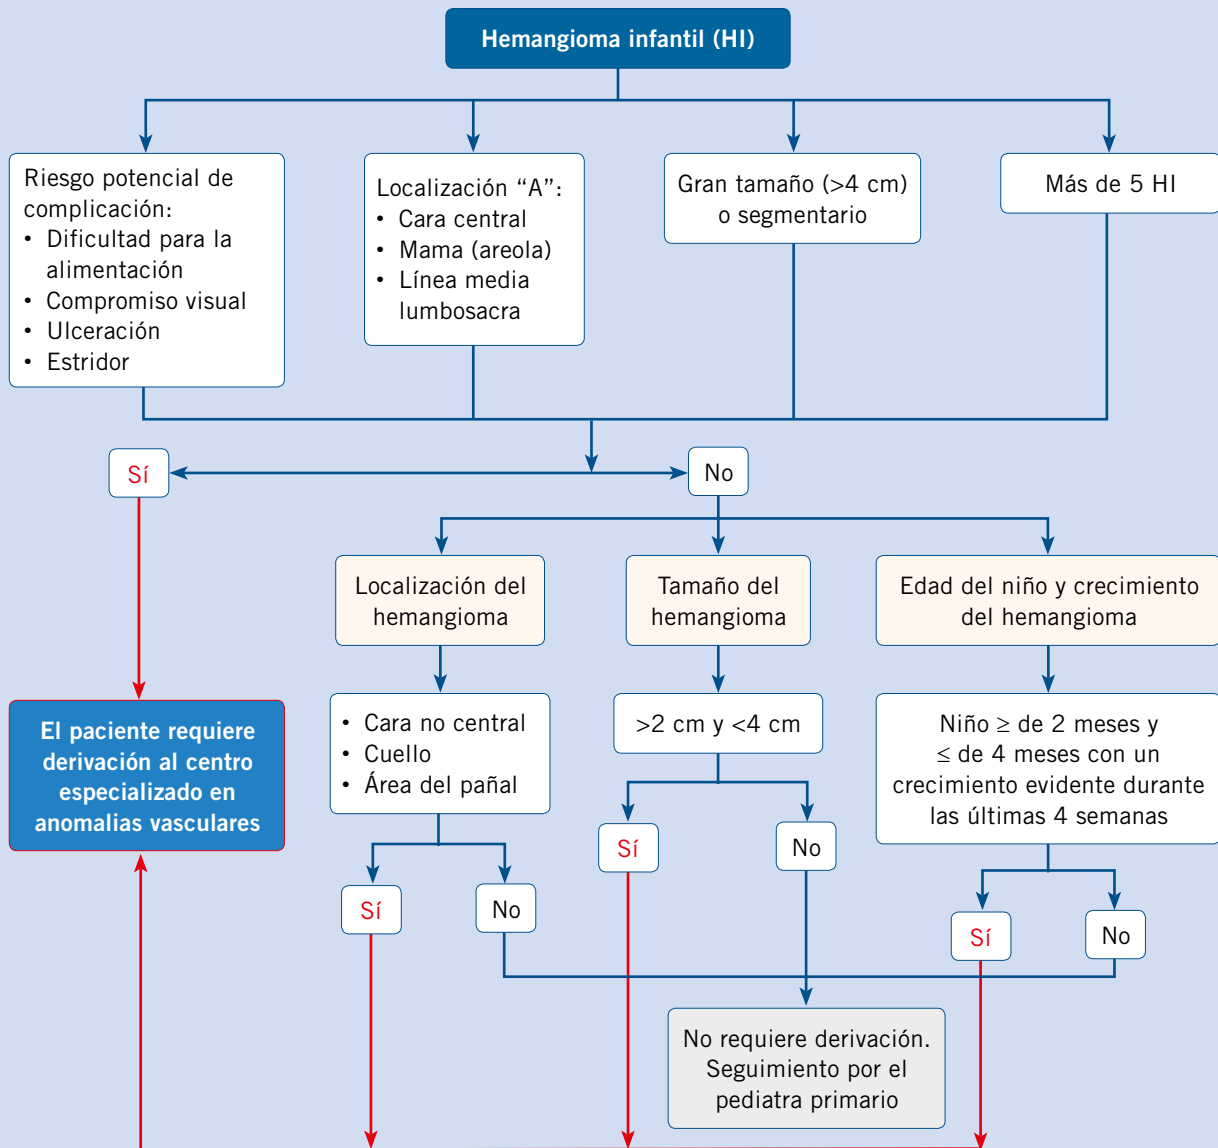 Hemangioma infantil (HI)
Riesgo potencial de
complicación:
• Dificultad para la
alimentación
• Compromiso visual
• Ulceración
• Estridor
Localización “A”:
• Cara central
• Mama (areola)
• Línea media
lumbosacra
Gran tamaño (>4 cm)
o segmentario
Más de 5 HI
Sí
No
Localización del
hemangioma
Tamaño del
hemangioma
Edad del niño y crecimiento
del hemangioma
El paciente requiere
derivación al centro
especializado en
anomalias vasculares
• Cara no central
• Cuello
• Área del pañal
>2 cm y <4 cm
Niño ≥ de 2 meses y
≤ de 4 meses con un
crecimiento evidente durante
las últimas 4 semanas
Sí
No
Sí
No
Sí
No
No requiere derivación.
Seguimiento por el
pediatra primario